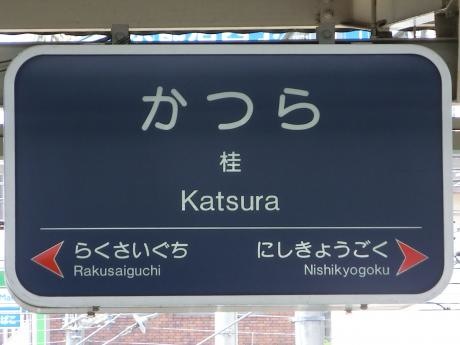 かつら
桂
Katsura
らくさいぐち にしきょうごく
Rakusaiguchi Nishikyogoku